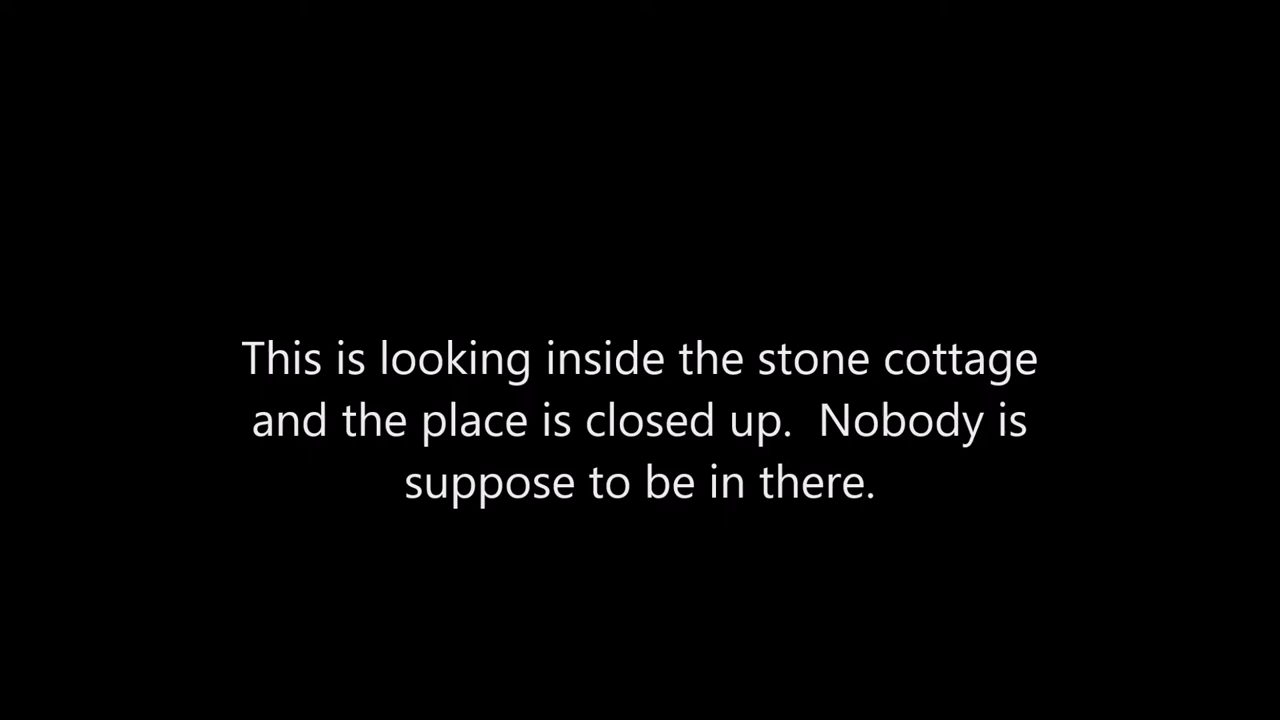 This is looking inside the stone cottage
and the place is closed up.  Nobody is
suppose to be in there.